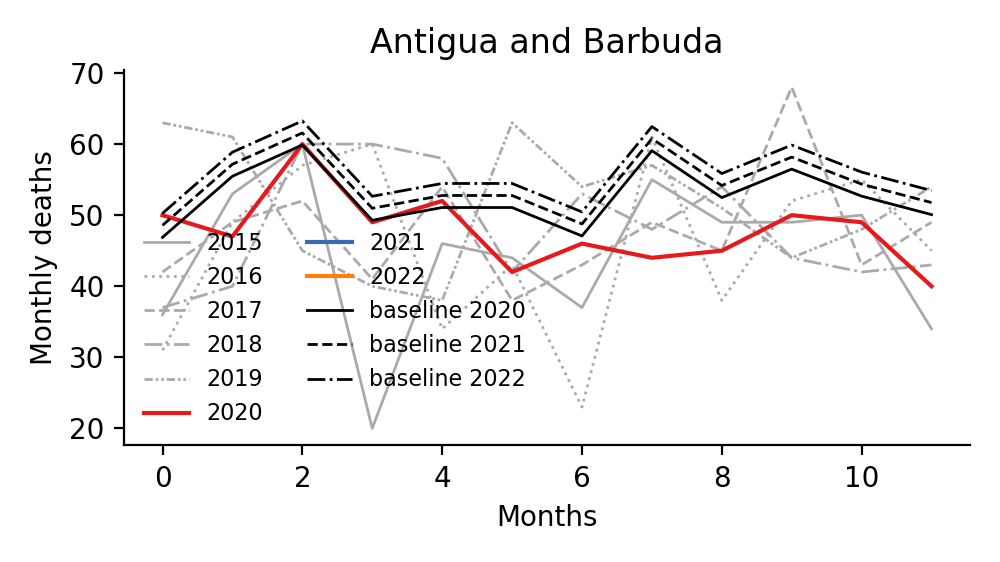 Antigua and Barbuda
Monthly deaths
70
60
50
40
30
20
2015
2016
2017
2018
2019
2020
2021
2022
baseline 2020
baseline 2021
baseline 2022
0 2 4 6 8 10
Months